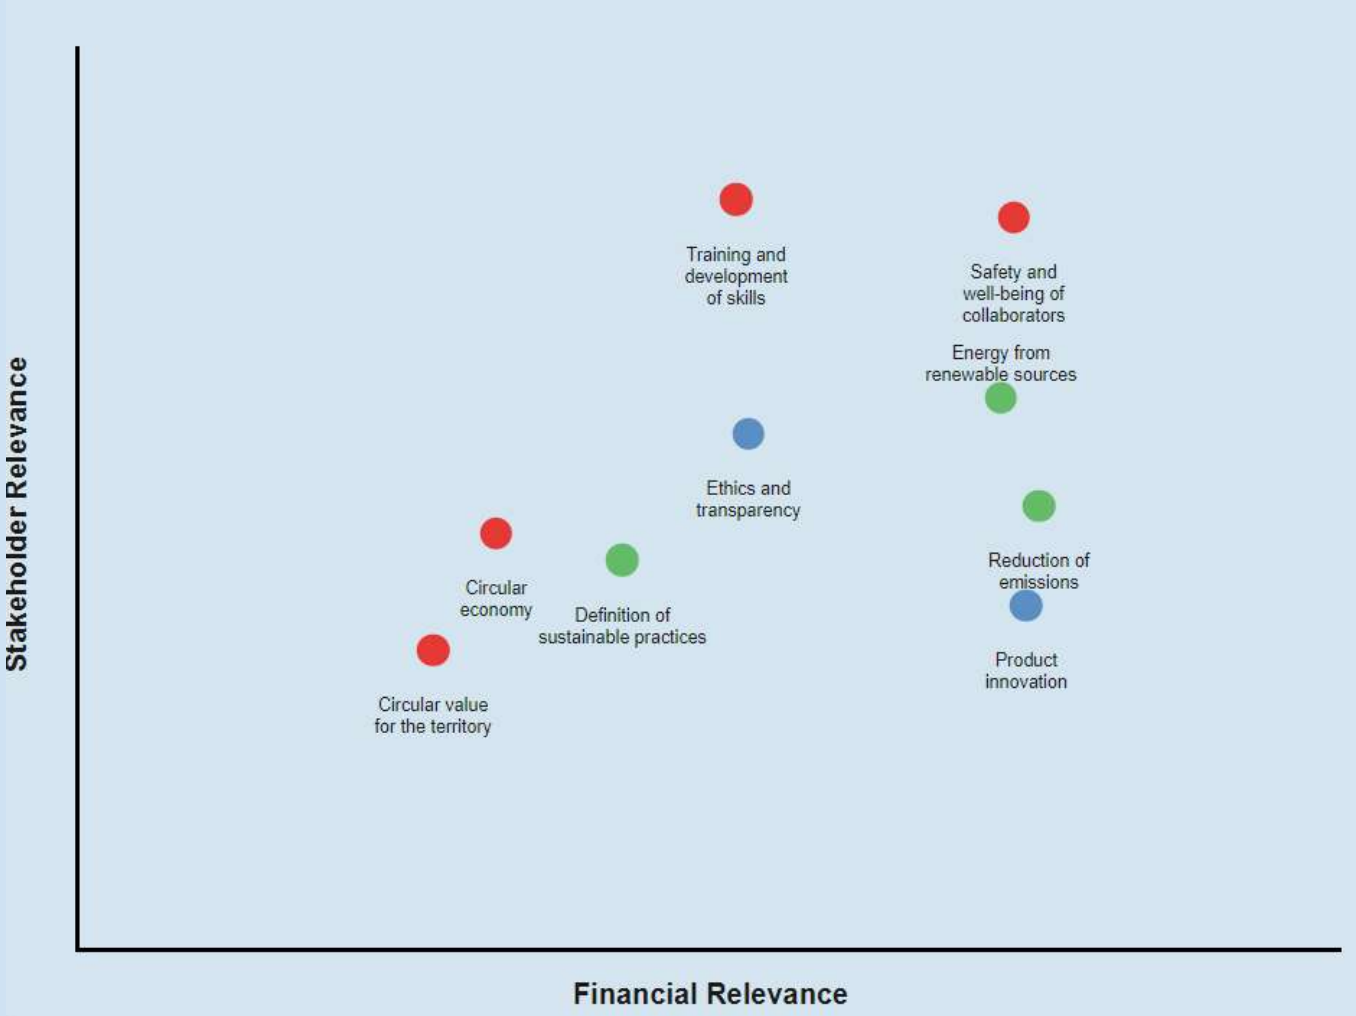 Stakeholder Relevance
Training and
development
of skills
Safety and
well-being of
collaborators
Energy from
renewable sources
Ethics and
transparency
Reduction of
emissions
Circular
economy
Definition of
sustainable practices
Product
innovation
Circular value
for the territory
Financial Relevance